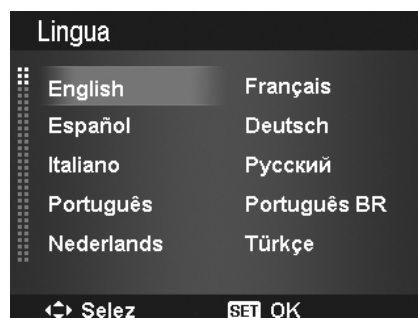 Lingua
English Français
Español Deutsch
Italiano Русский
Português Português BR
Nederlands Türkçe
Selez SET OK